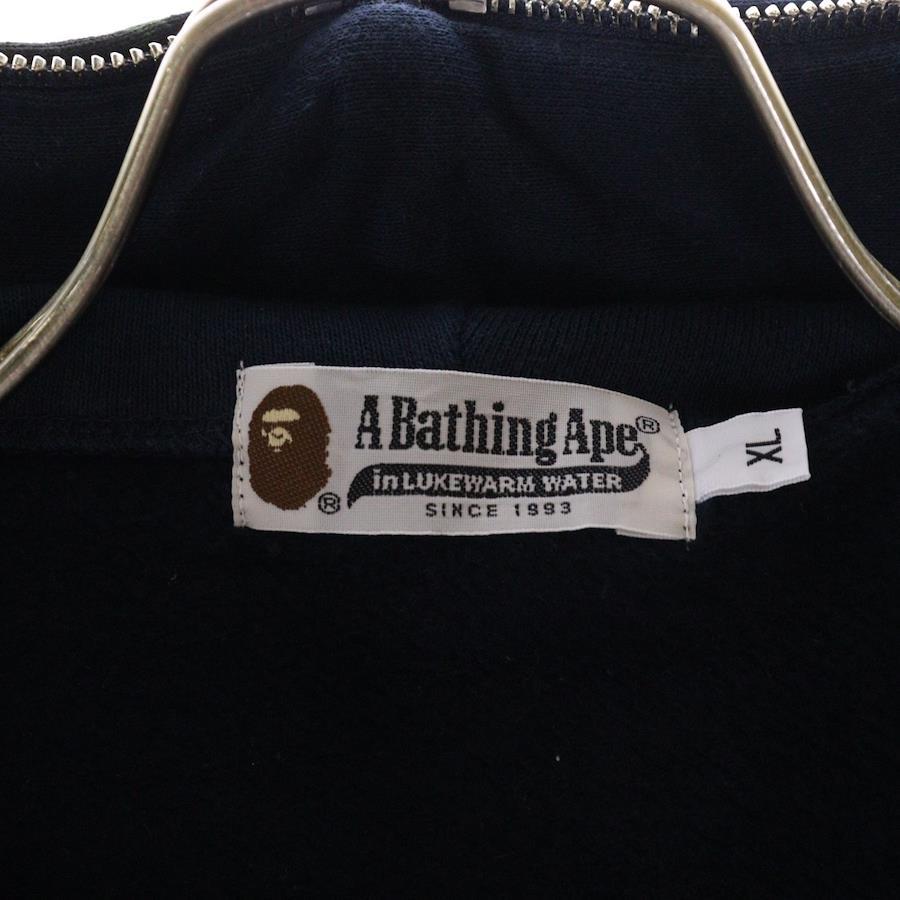 A Bathing Ape®
in LUKEWARM WATER
SINCE 1993
®
XL